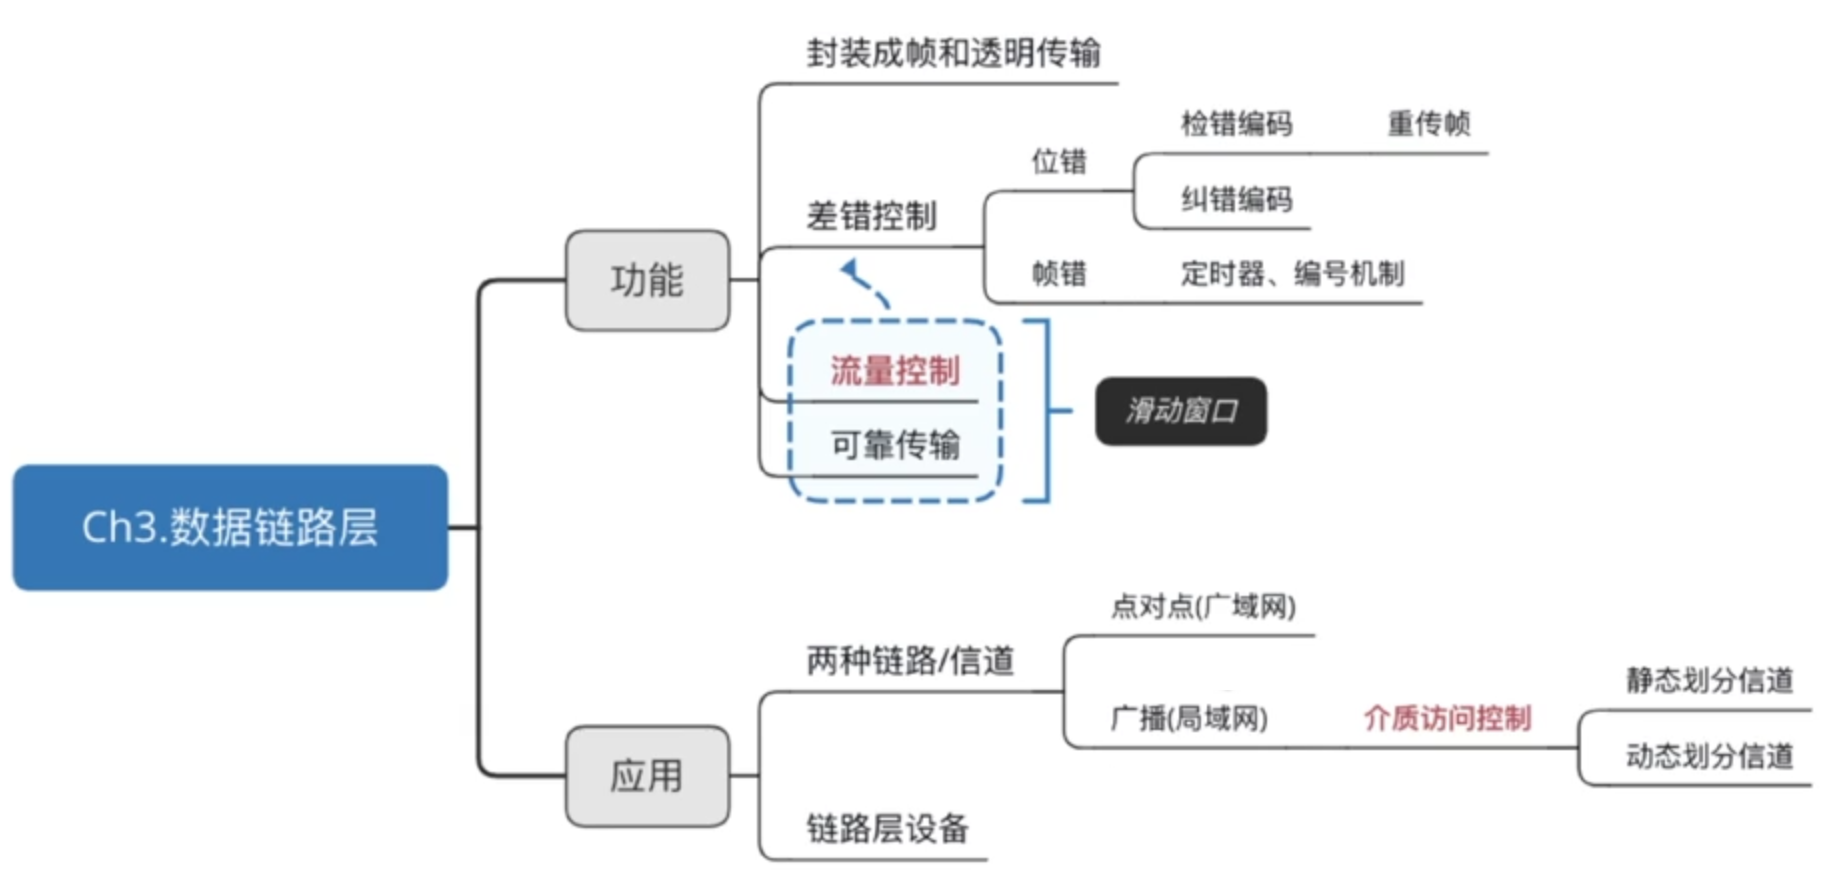 封装成帧和透明传输
检错编码
重传帧
位错
纠错编码
差错控制
功能
帧错
定时器、编号机制
流量控制
滑动窗口
可靠传输
Ch3.数据链路层
点对点(广域网)
两种链路/信道
静态划分信道
广播(局域网)
介质访问控制
动态划分信道
应用
链路层设备